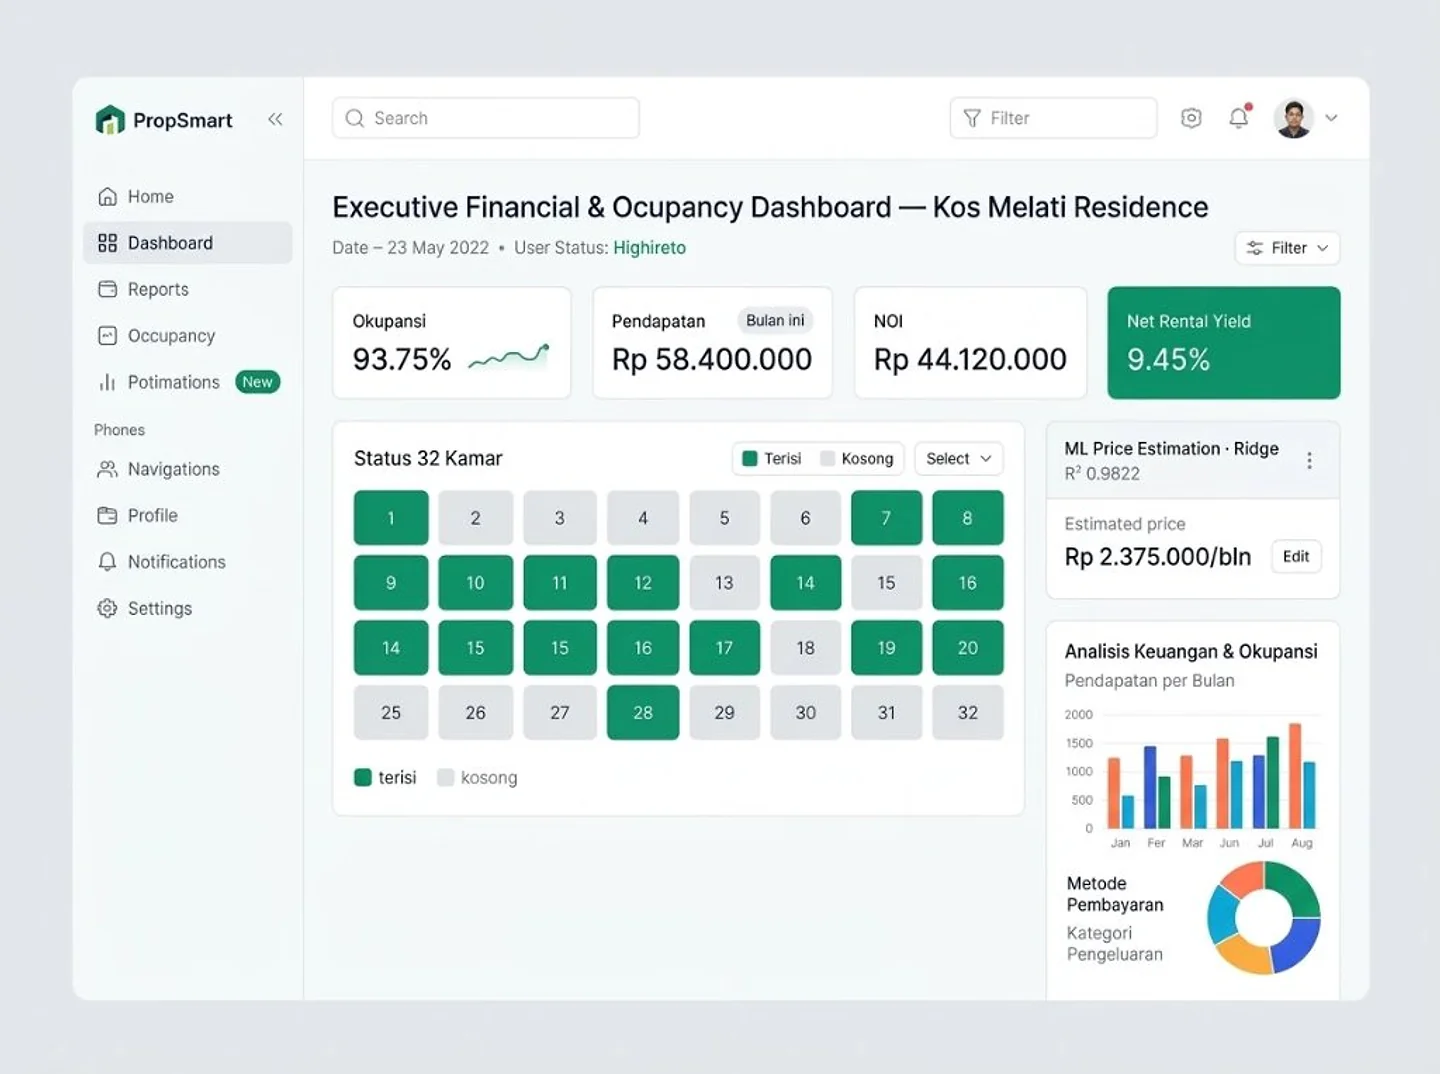 PropSmart
Search
Filter
Home
Dashboard
Reports
Occupancy
Potimations New
Phones
Navigations
Profile
Notifications
Settings
Executive Financial & Ocupancy Dashboard — Kos Melati Residence
Date – 23 May 2022 • User Status: Highireto
Filter
Okupansi
93.75%
Pendapatan Bulan ini
Rp 58.400.000
NOI
Rp 44.120.000
Net Rental Yield
9.45%
Status 32 Kamar
Terisi Kosong
Select
1 2 3 4 5 6 7 8
9 10 11 12 13 14 15 16
14 15 15 16 17 18 19 20
25 26 27 28 29 30 31 32
terisi kosong
ML Price Estimation · Ridge
R² 0.9822
Estimated price
Rp 2.375.000/bln Edit
Analisis Keuangan & Okupansi
Pendapatan per Bulan
2000
1500
1000
500
0
Jan Fer Mar Jun Jul Aug
Metode
Pembayaran
Kategori
Pengeluaran